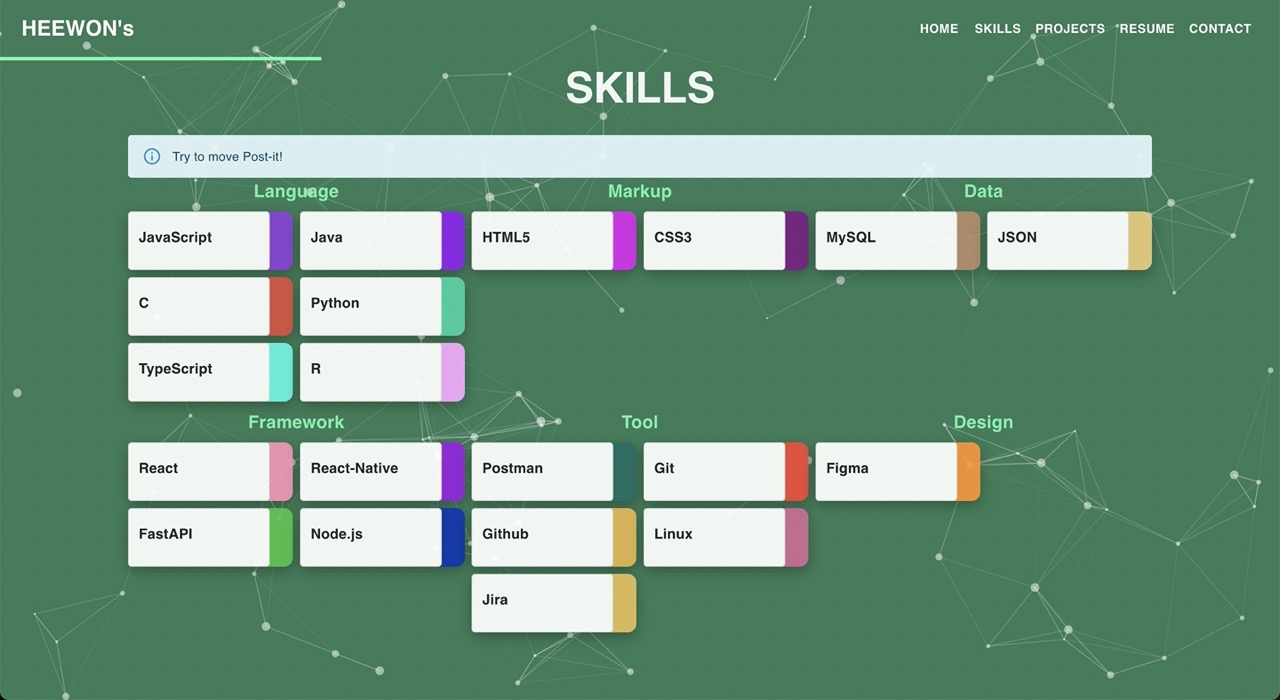 HEEWON's
HOME SKILLS PROJECTS RESUME CONTACT
SKILLS
Try to move Post-it!
Language Markup Data
JavaScript Java HTML5 CSS3 MySQL JSON
C Python
TypeScript R
Framework Tool Design
React React-Native Postman Git Figma
FastAPI Node.js Github Linux
Jira